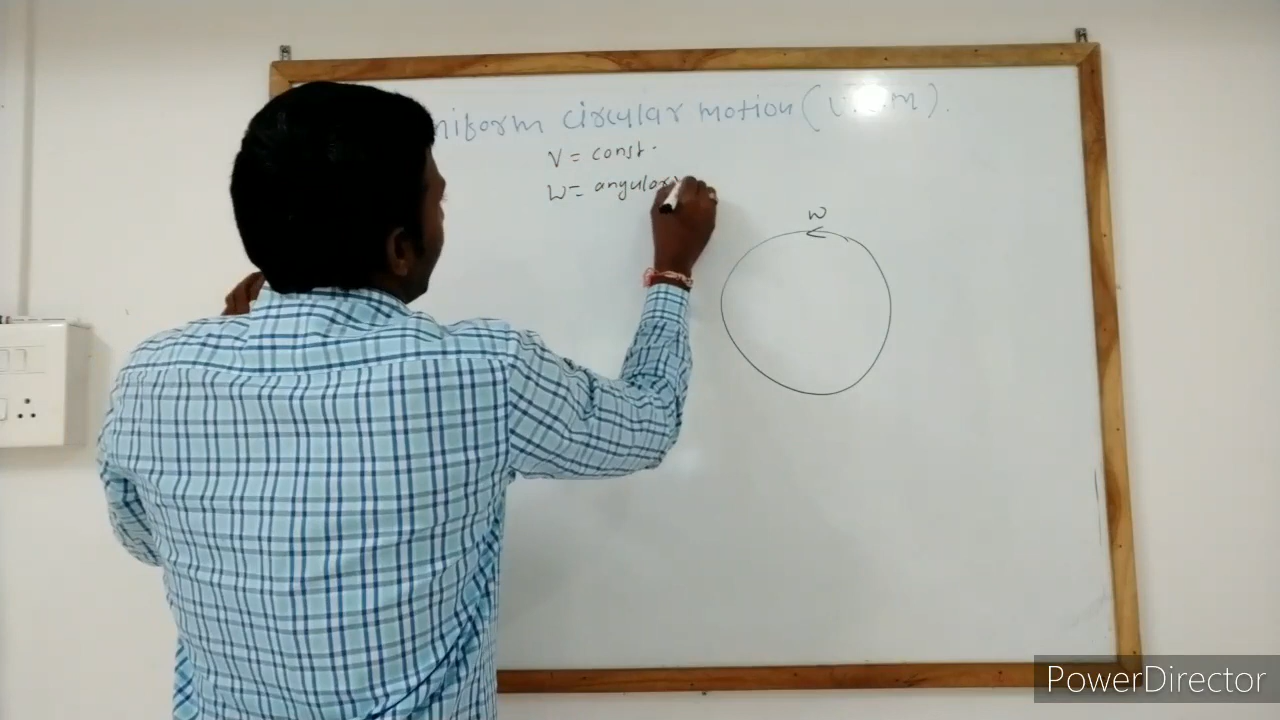 niform circular motion (U.C.M).
V = const.
W = angular
W
PowerDirector